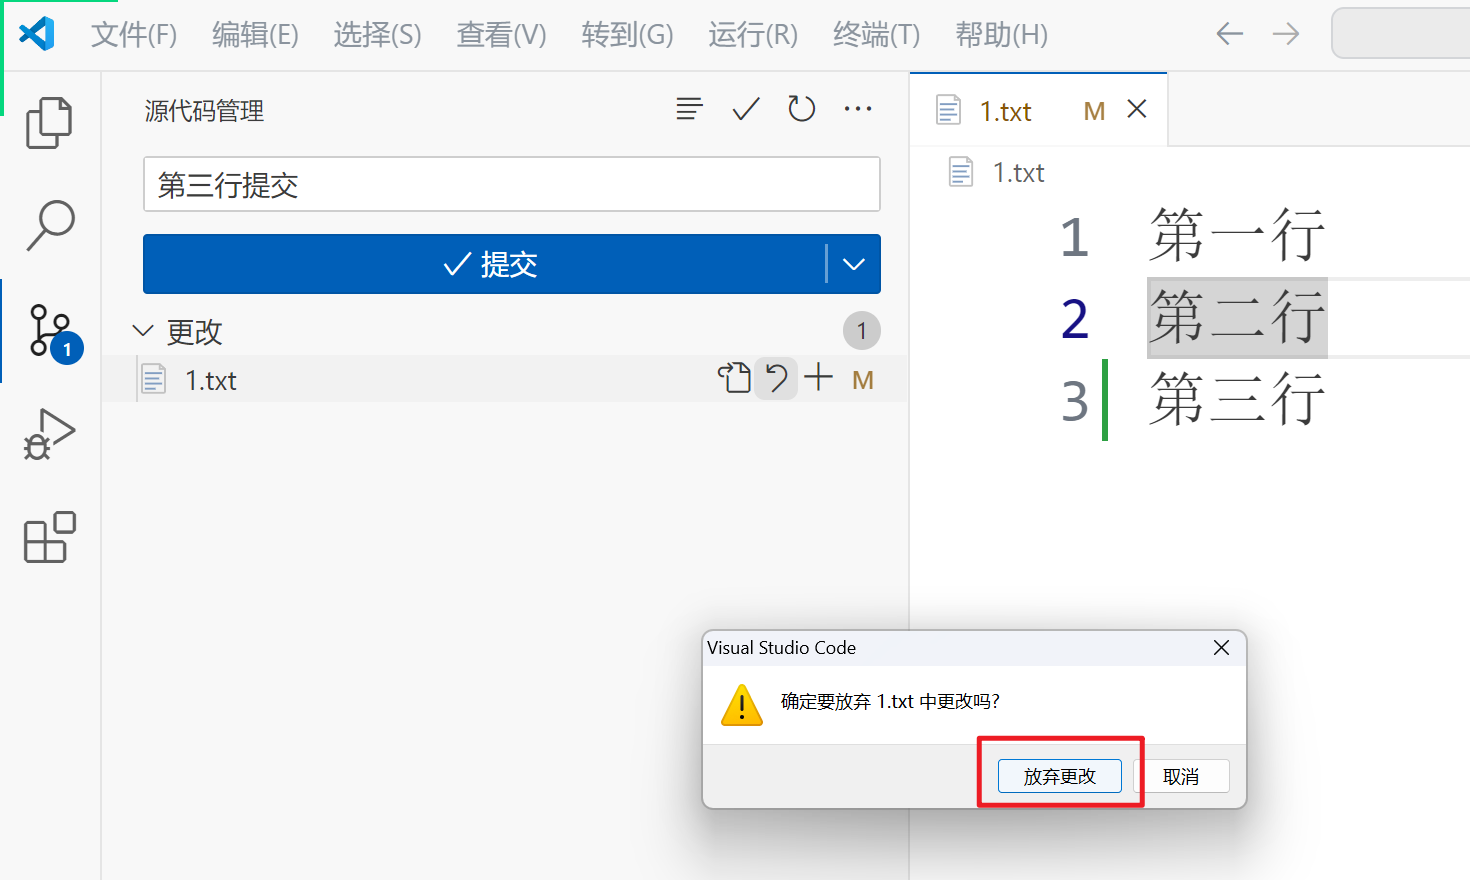 文件(F) 编辑(E) 选择(S) 查看(V) 转到(G) 运行(R) 终端(T) 帮助(H)
源代码管理
第三行提交
提交
更改 1
1.txt M
1
1.txt M
1.txt
1 第一行
2 第二行
3 第三行
Visual Studio Code
确定要放弃 1.txt 中更改吗?
放弃更改 取消